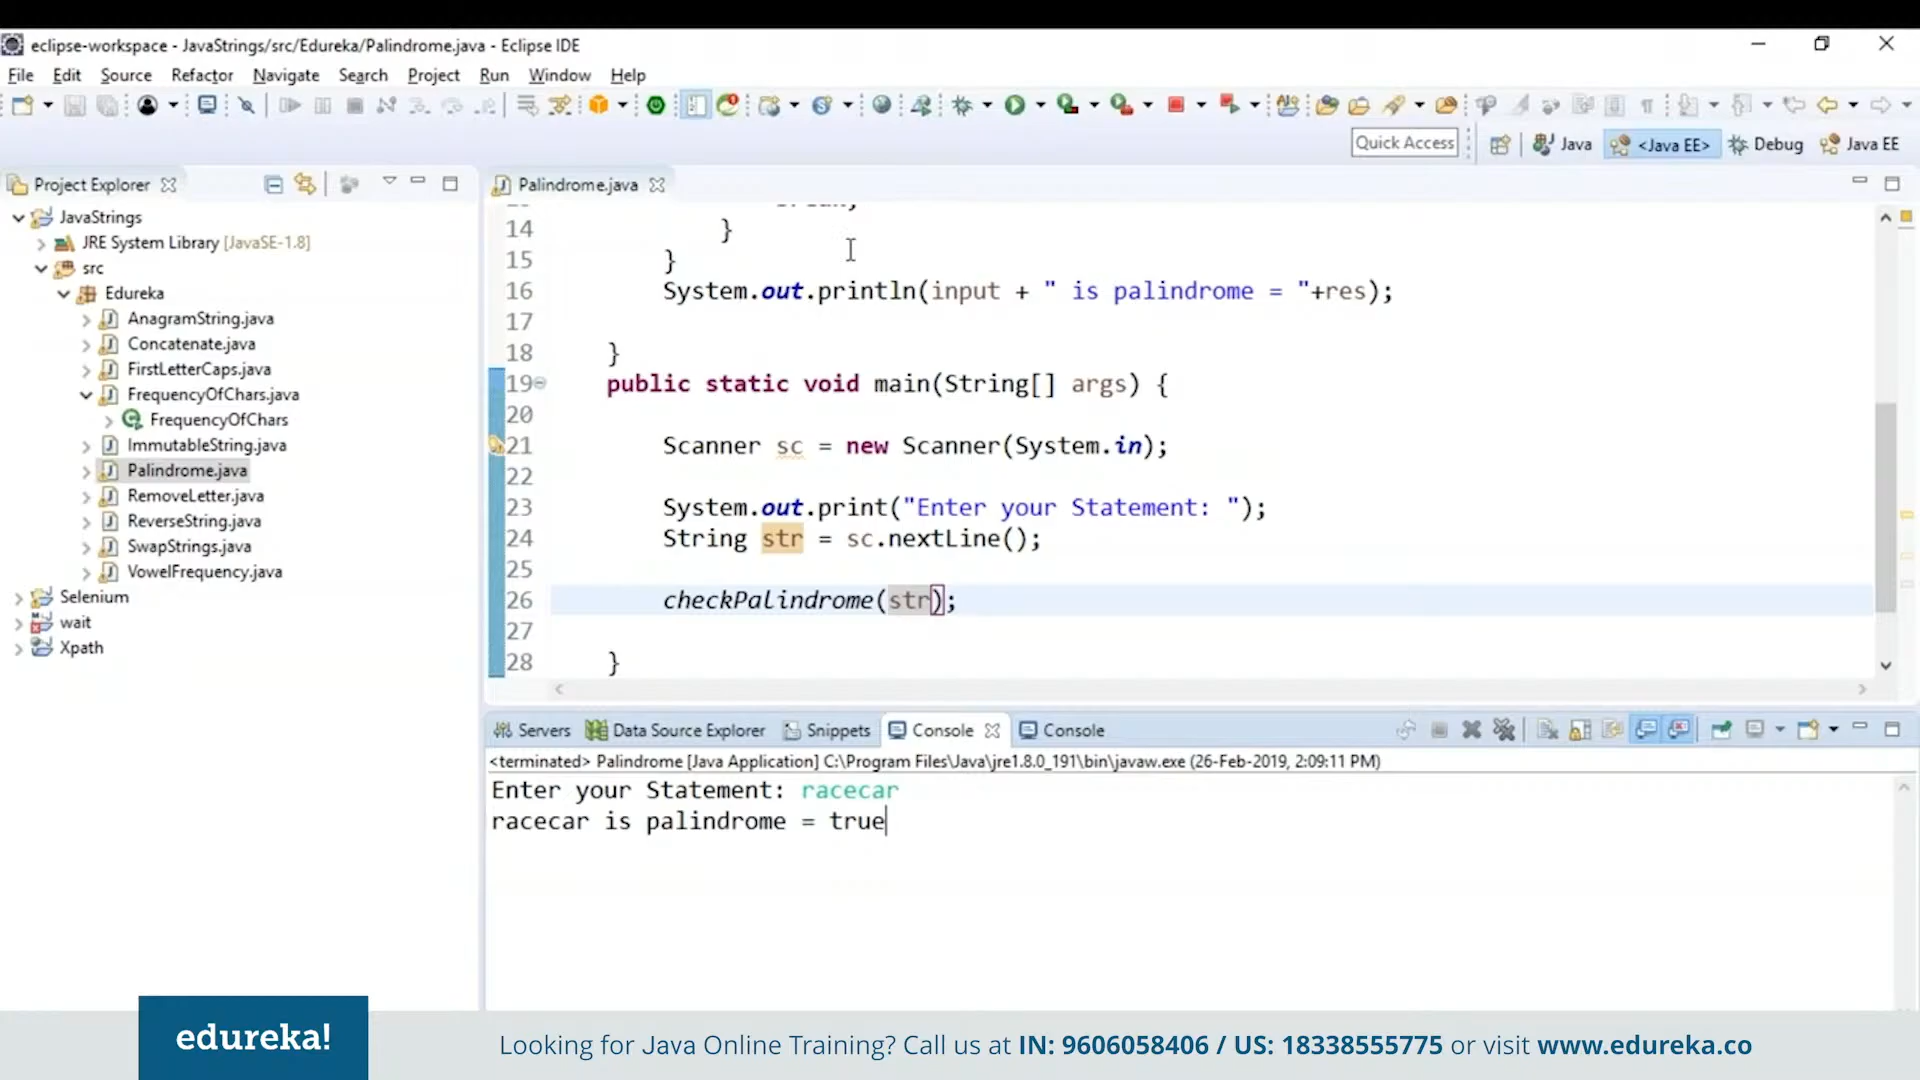 eclipse-workspace - JavaStrings/src/Edureka/Palindrome.java - Eclipse IDE
File Edit Source Refactor Navigate Search Project Run Window Help
Quick Access Java <Java EE> Debug Java EE
Project Explorer
JavaStrings
JRE System Library [JavaSE-1.8]
src
Edureka
AnagramString.java
Concatenate.java
FirstLetterCaps.java
FrequencyOfChars.java
FrequencyOfChars
ImmutableString.java
Palindrome.java
RemoveLetter.java
ReverseString.java
SwapStrings.java
VowelFrequency.java
Selenium
wait
Xpath
Palindrome.java
14 }
15 }
16 System.out.println(input + " is palindrome = "+res);
17
18 }
19 public static void main(String[] args) {
20
21 Scanner sc = new Scanner(System.in);
22
23 System.out.print("Enter your Statement: ");
24 String str = sc.nextLine();
25
26 checkPalindrome(str);
27
28 }
Servers Data Source Explorer Snippets Console Console
<terminated> Palindrome [Java Application] C:\Program Files\Java\jre1.8.0_191\bin\javaw.exe (26-Feb-2019, 2:09:11 PM)
Enter your Statement: racecar
racecar is palindrome = true
edureka!
Looking for Java Online Training? Call us at IN: 9606058406 / US: 18338555775 or visit www.edureka.co